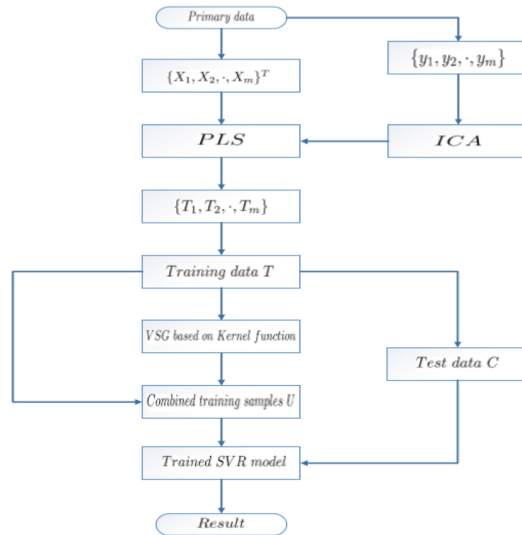 Primary data
{X₁, X₂, ·, Xₘ}ᵀ
{y₁, y₂, ·, yₘ}
PLS
ICA
{T₁, T₂, ·, Tₘ}
Training data T
VSG based on Kernel function
Test data C
Combined training samples U
Trained SVR model
Result